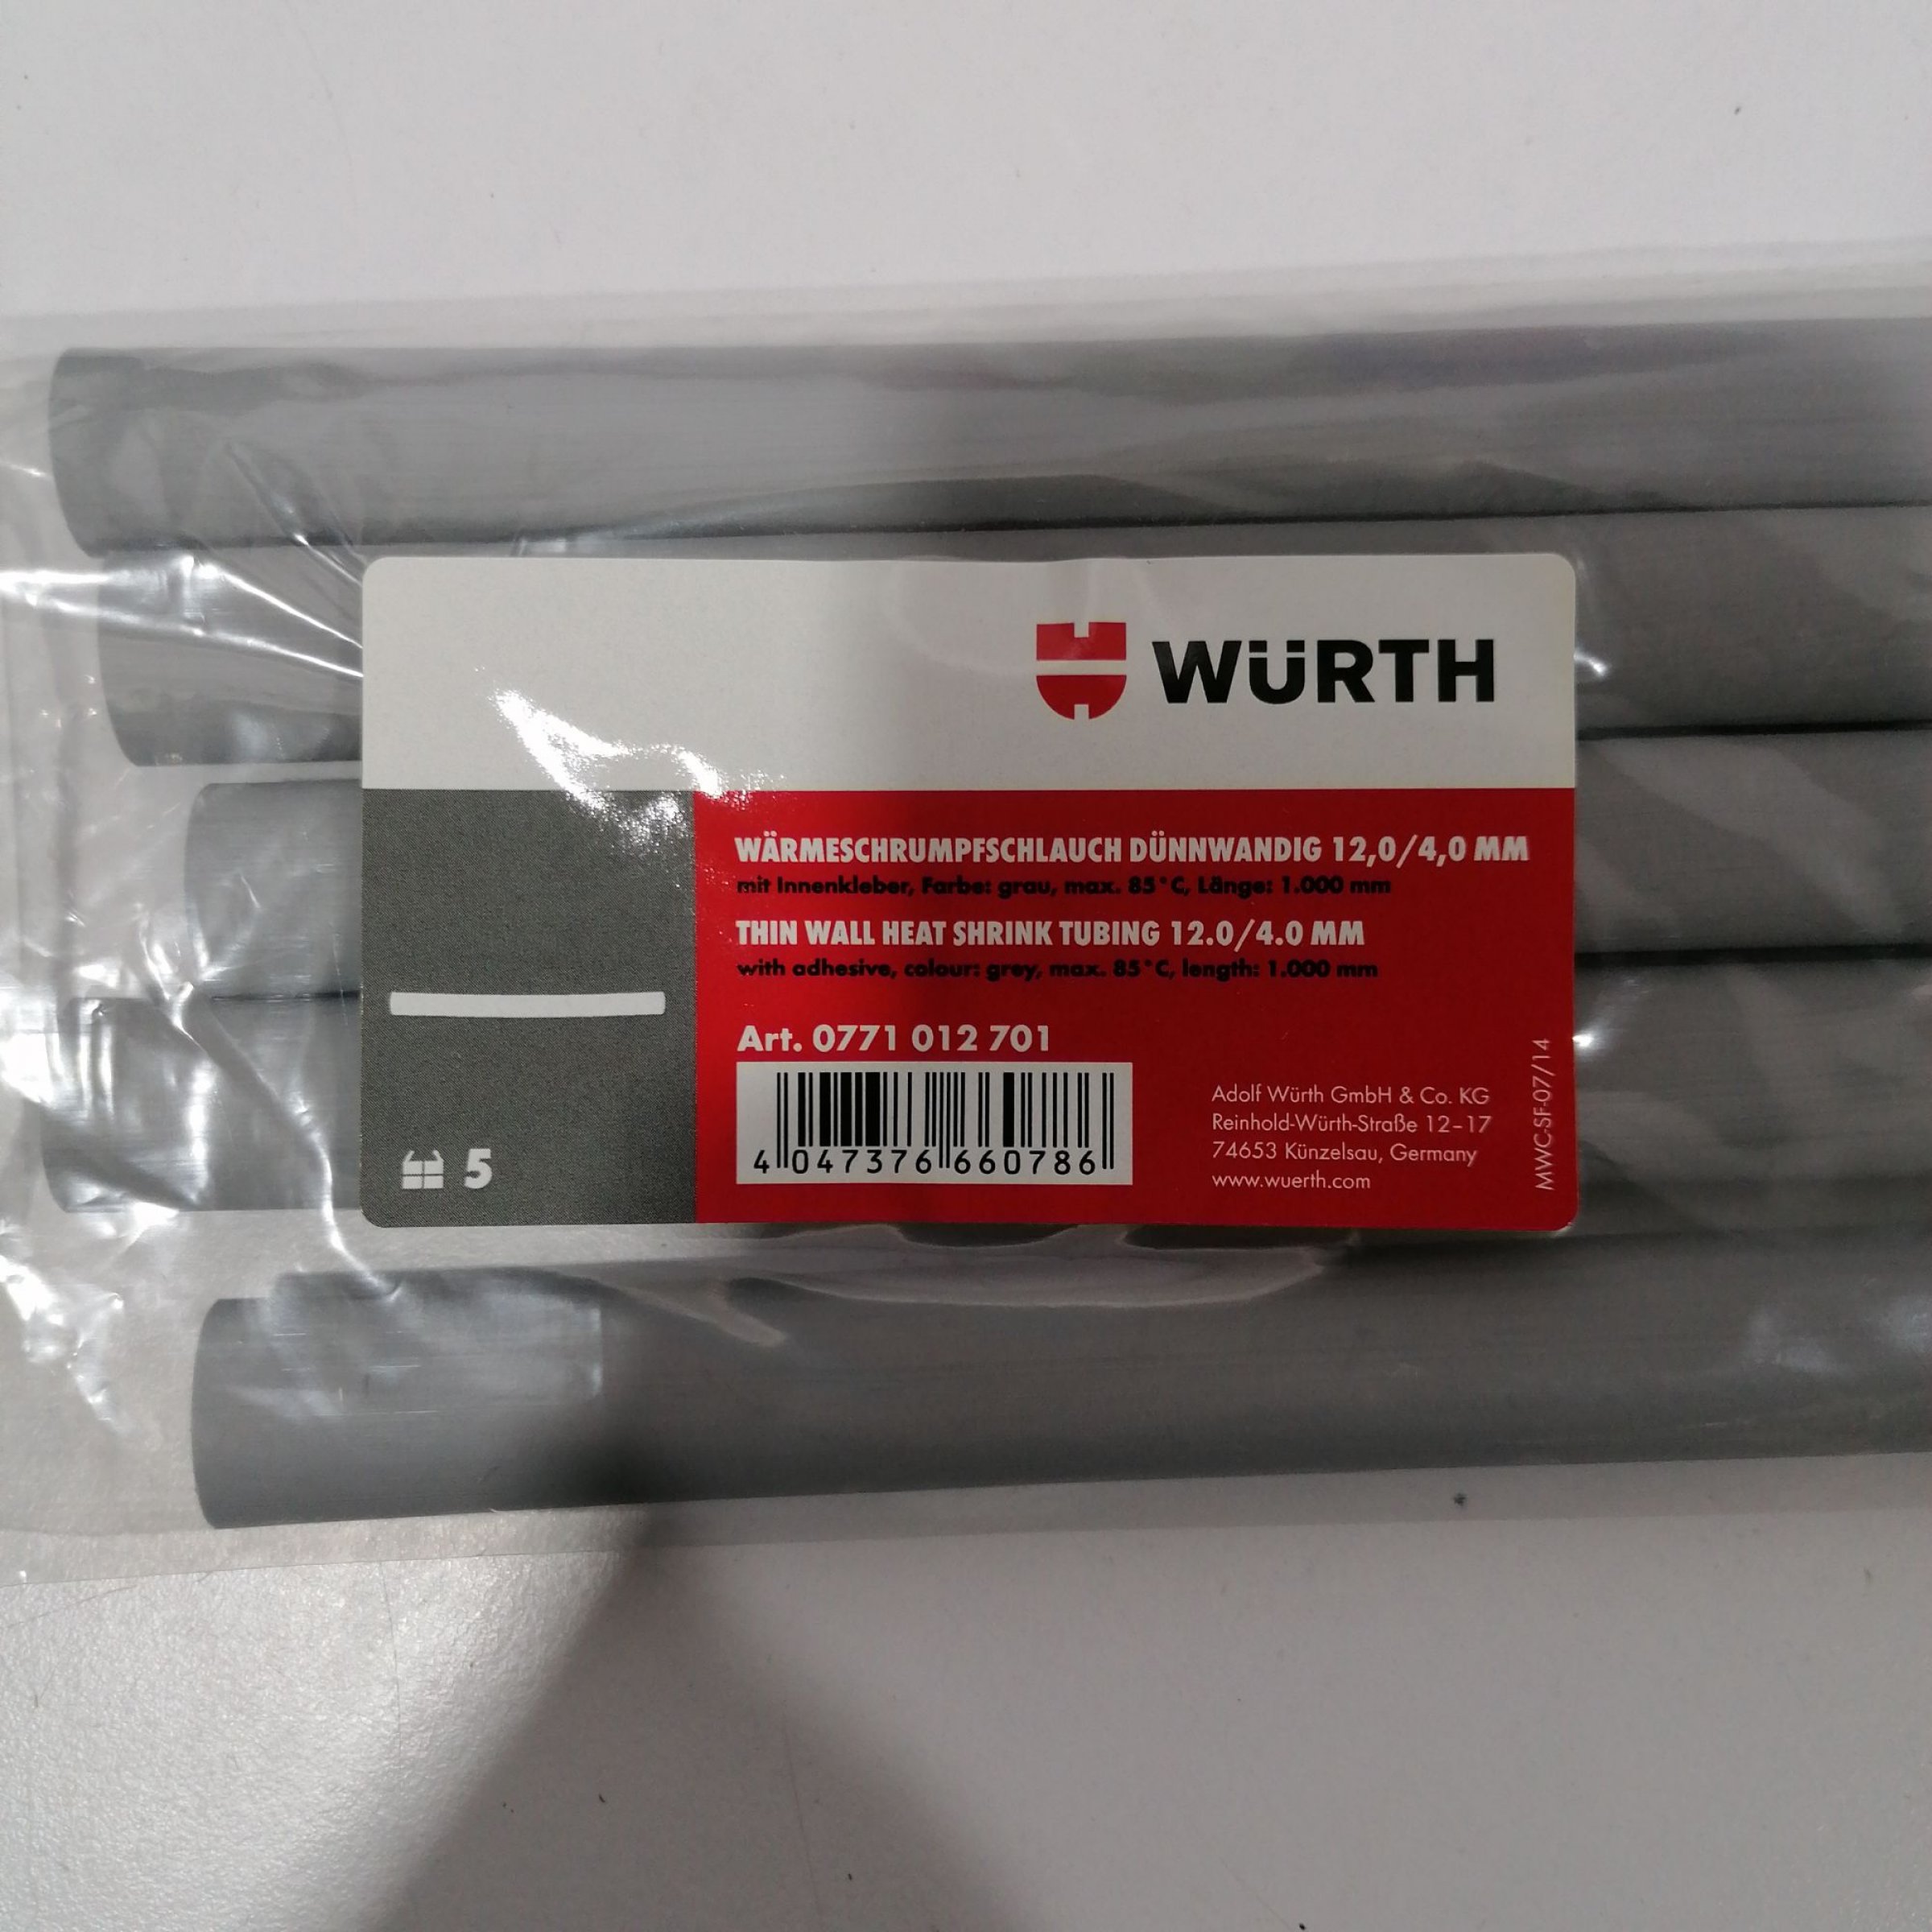 WÜRTH
WÄRMESCHRUMPFSCHLAUCH DÜNNWANDIG 12,0/4,0 MM
mit Innenkleber, Farbe: grau, max. 85°C, Länge: 1.000 mm
THIN WALL HEAT SHRINK TUBING 12.0/4.0 MM
with adhesive, colour: grey, max. 85°C, length: 1.000 mm
Art. 0771 012 701
4 047376 660786
5
Adolf Würth GmbH & Co. KG
Reinhold-Würth-Straße 12–17
74653 Künzelsau, Germany
www.wuerth.com
MWC-SF-07/14